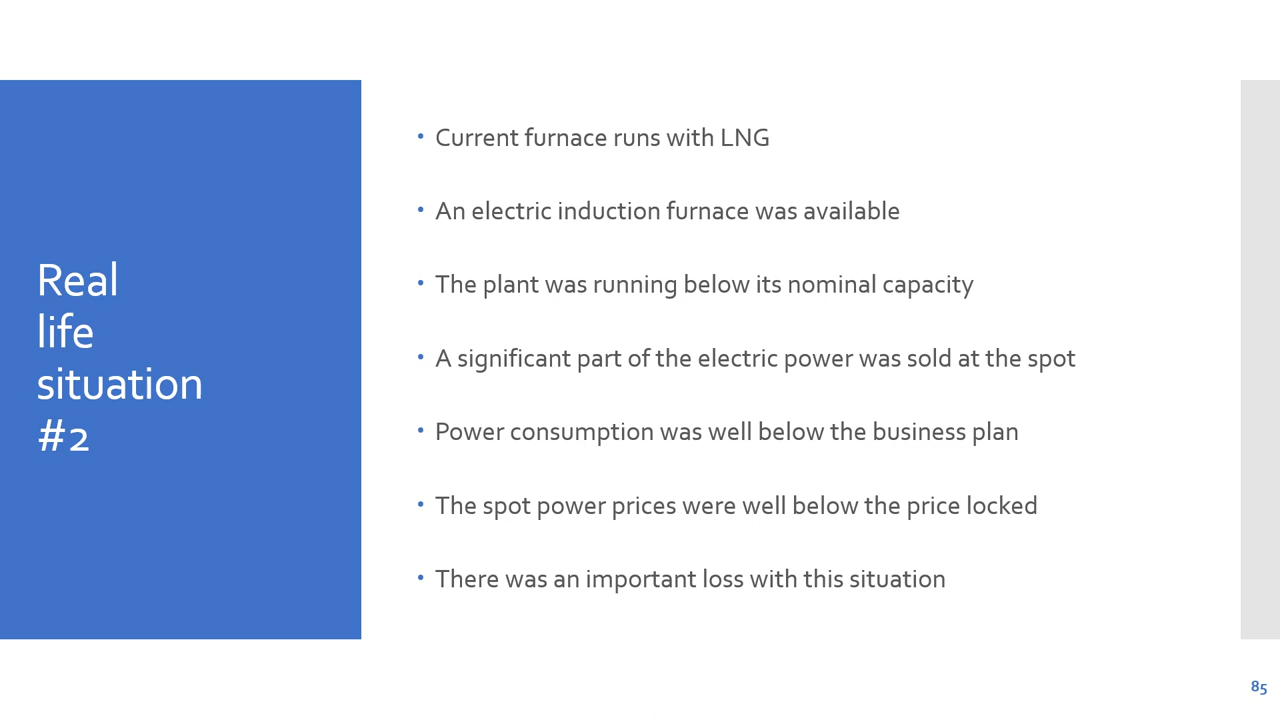 Real
life
situation
#2
• Current furnace runs with LNG
• An electric induction furnace was available
• The plant was running below its nominal capacity
• A significant part of the electric power was sold at the spot
• Power consumption was well below the business plan
• The spot power prices were well below the price locked
• There was an important loss with this situation
85